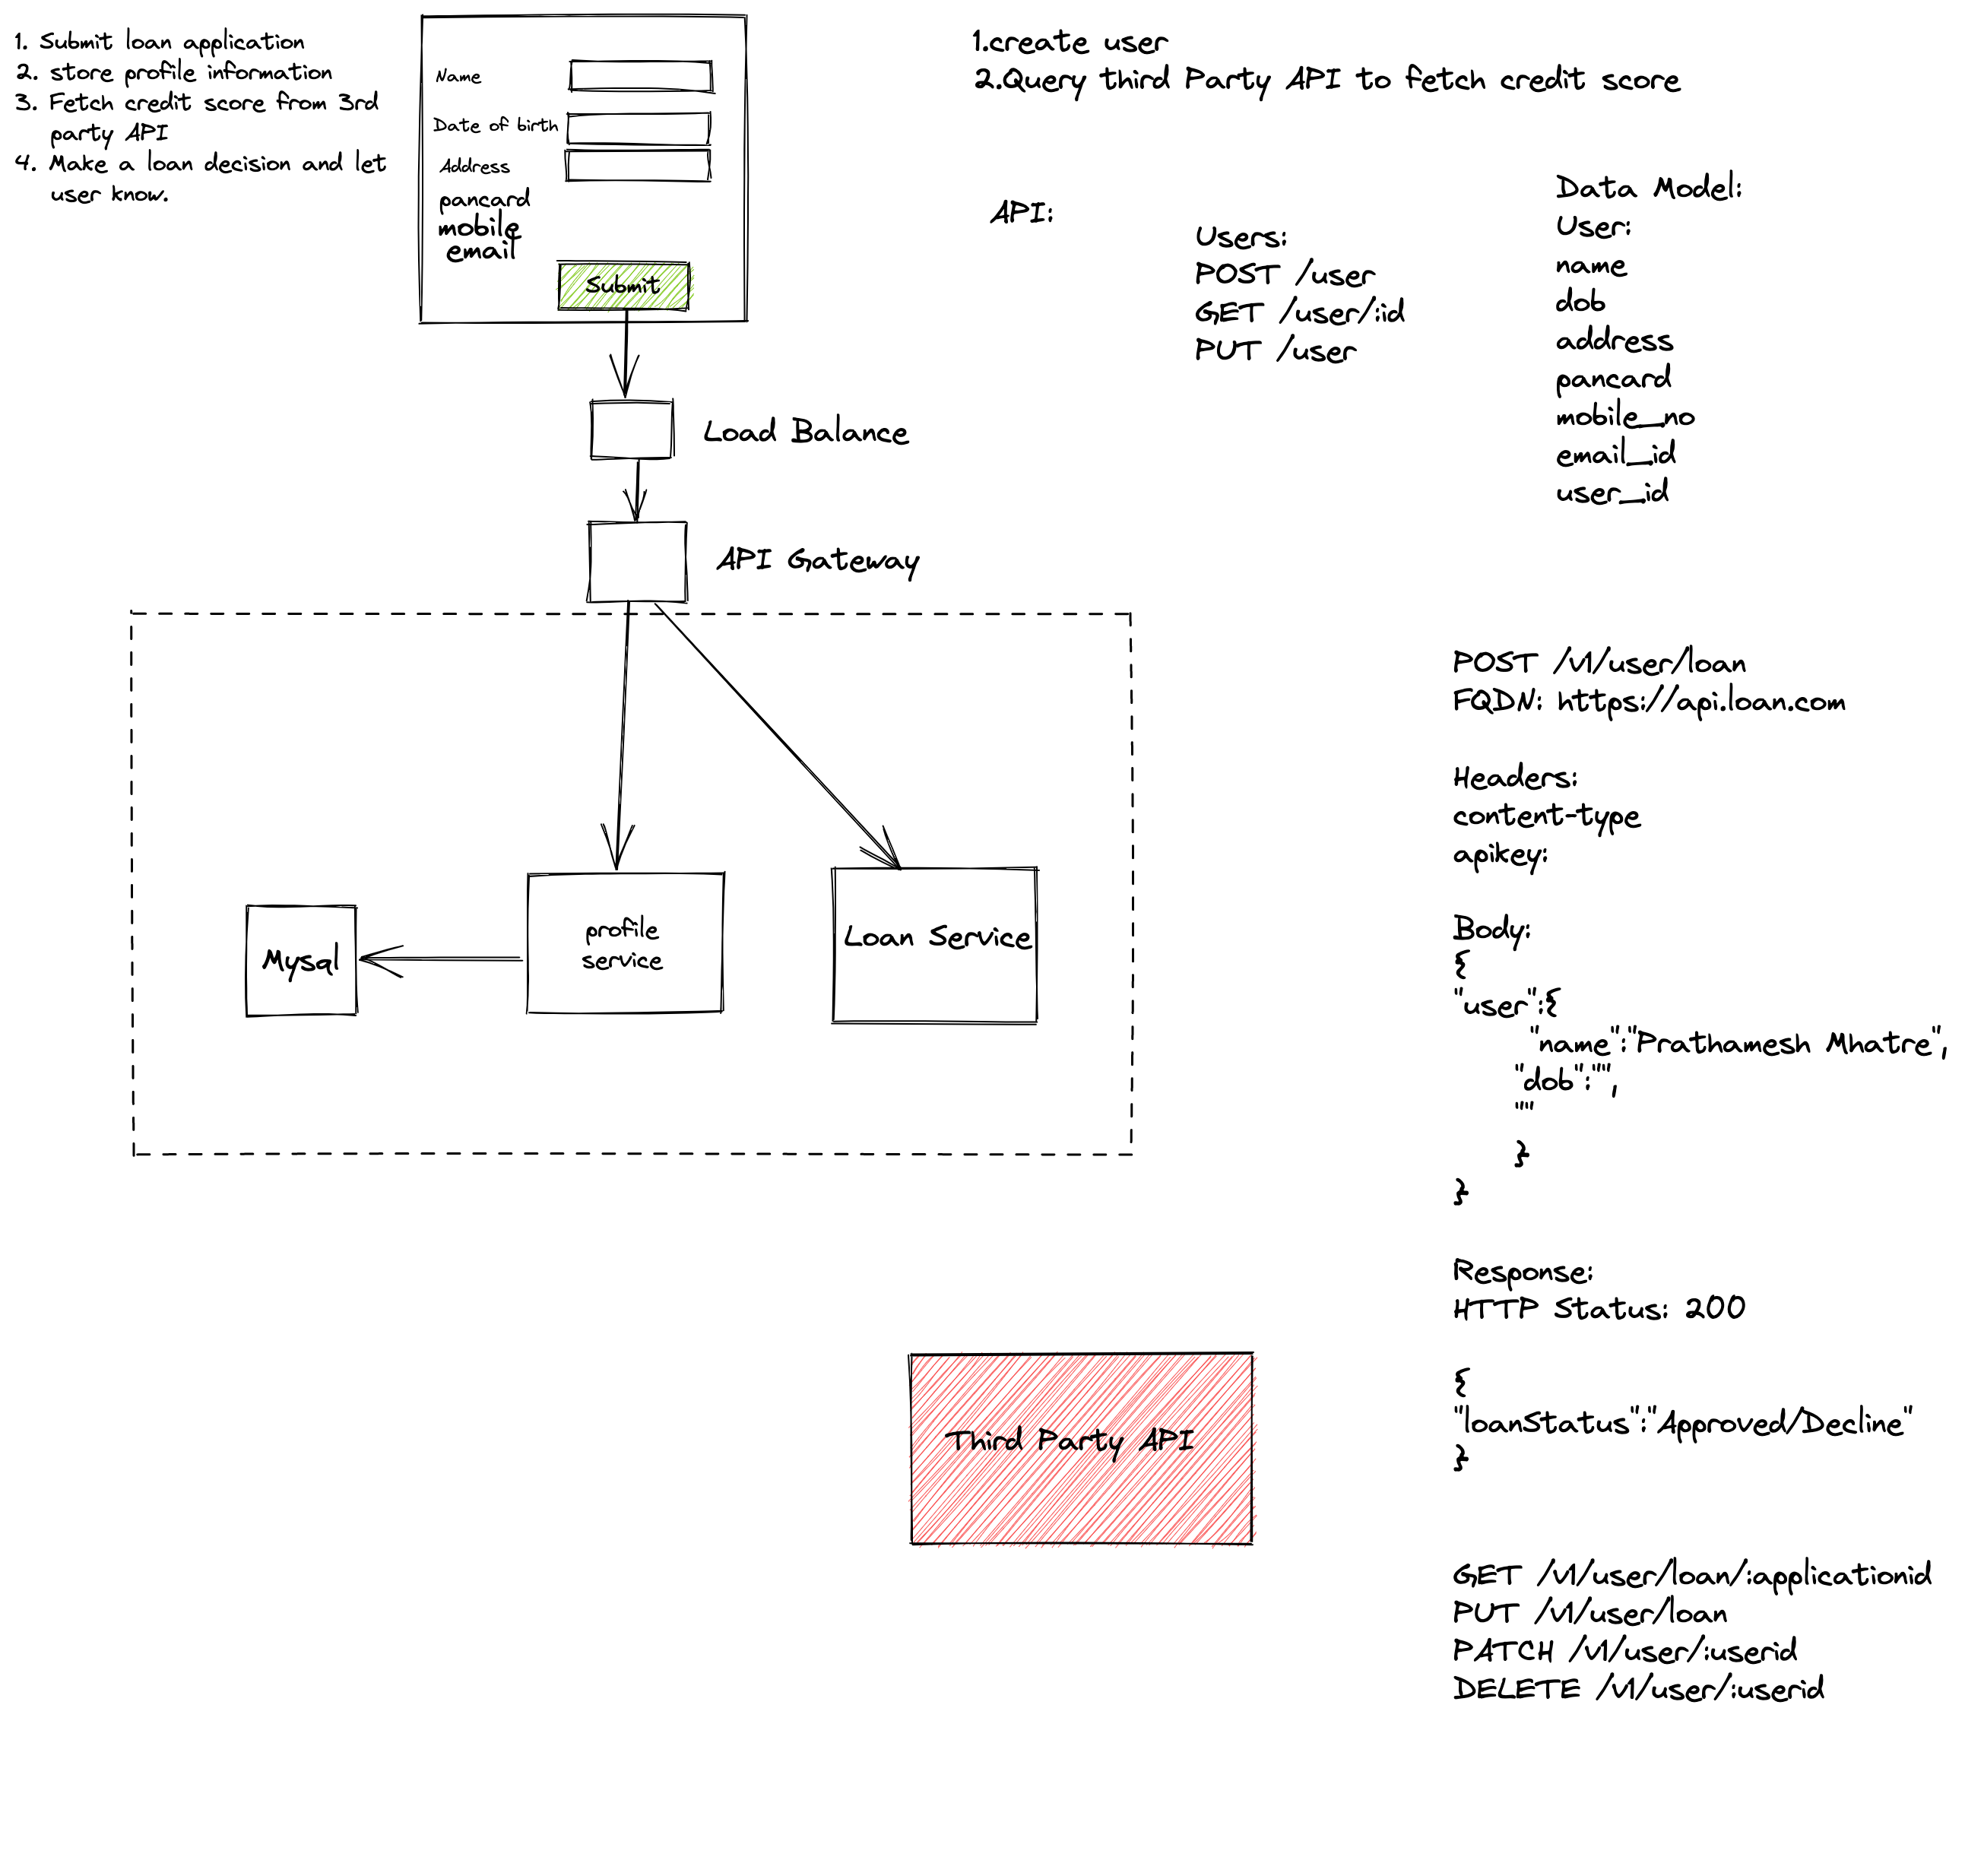 1. Submit loan application
2. store profile information
3. Fetch credit score from 3rd
party API
4. Make a loan decision and let
user know.
Name
Date of birth
Address
pancard
mobile
email
Submit
Load Balance
API Gateway
profile
service
Mysql
Loan Service
Third Party API
1.create user
2.Query third Party API to fetch credit score
API:
Users:
POST /user
GET /user/:id
PUT /user
Data Model:
User:
name
dob
address
pancard
mobile_no
email_id
user_id
POST /v1/user/loan
FQDN: https://api.loan.com
Headers:
content-type
apikey:
Body:
{
"user":{
"name":"Prathamesh Mhatre",
"dob":"",
""
}
}
Response:
HTTP Status: 200
{
"loanStatus":"Approved/Decline"
}
GET /v1/user/loan/:applicationid
PUT /v1/user/loan
PATCH /v1/user/:userid
DELETE /v1/user/:userid